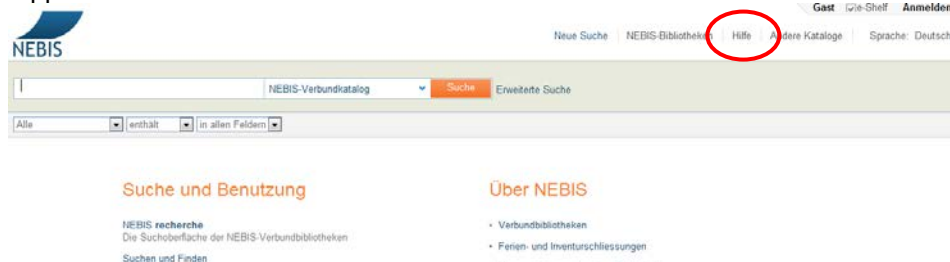 Gast e-Shelf Anmelden
NEBIS
Neue Suche NEBIS-Bibliotheken Hilfe Andere Kataloge Sprache: Deutsch
NEBIS-Verbundkatalog Suche Erweiterte Suche
Alle enthält in allen Feldern
Suche und Benutzung
NEBIS recherche
Die Suchoberfläche der NEBIS-Verbundbibliotheken
Suchen und Finden
Über NEBIS
• Verbundbibliotheken
• Ferien- und Inventurschliessungen